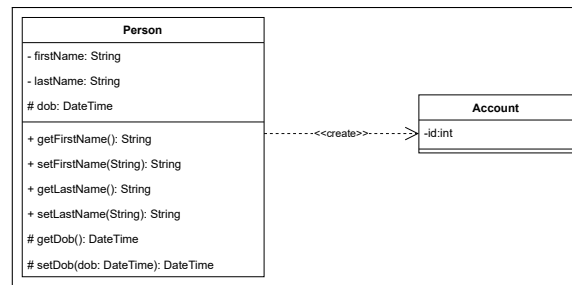 Person
- firstName: String
- lastName: String
# dob: DateTime
+ getFirstName(): String
+ setFirstName(String): String
+ getLastName(): String
+ setLastName(String): String
# getDob(): DateTime
# setDob(dob: DateTime): DateTime
<<create>>
Account
-id:int